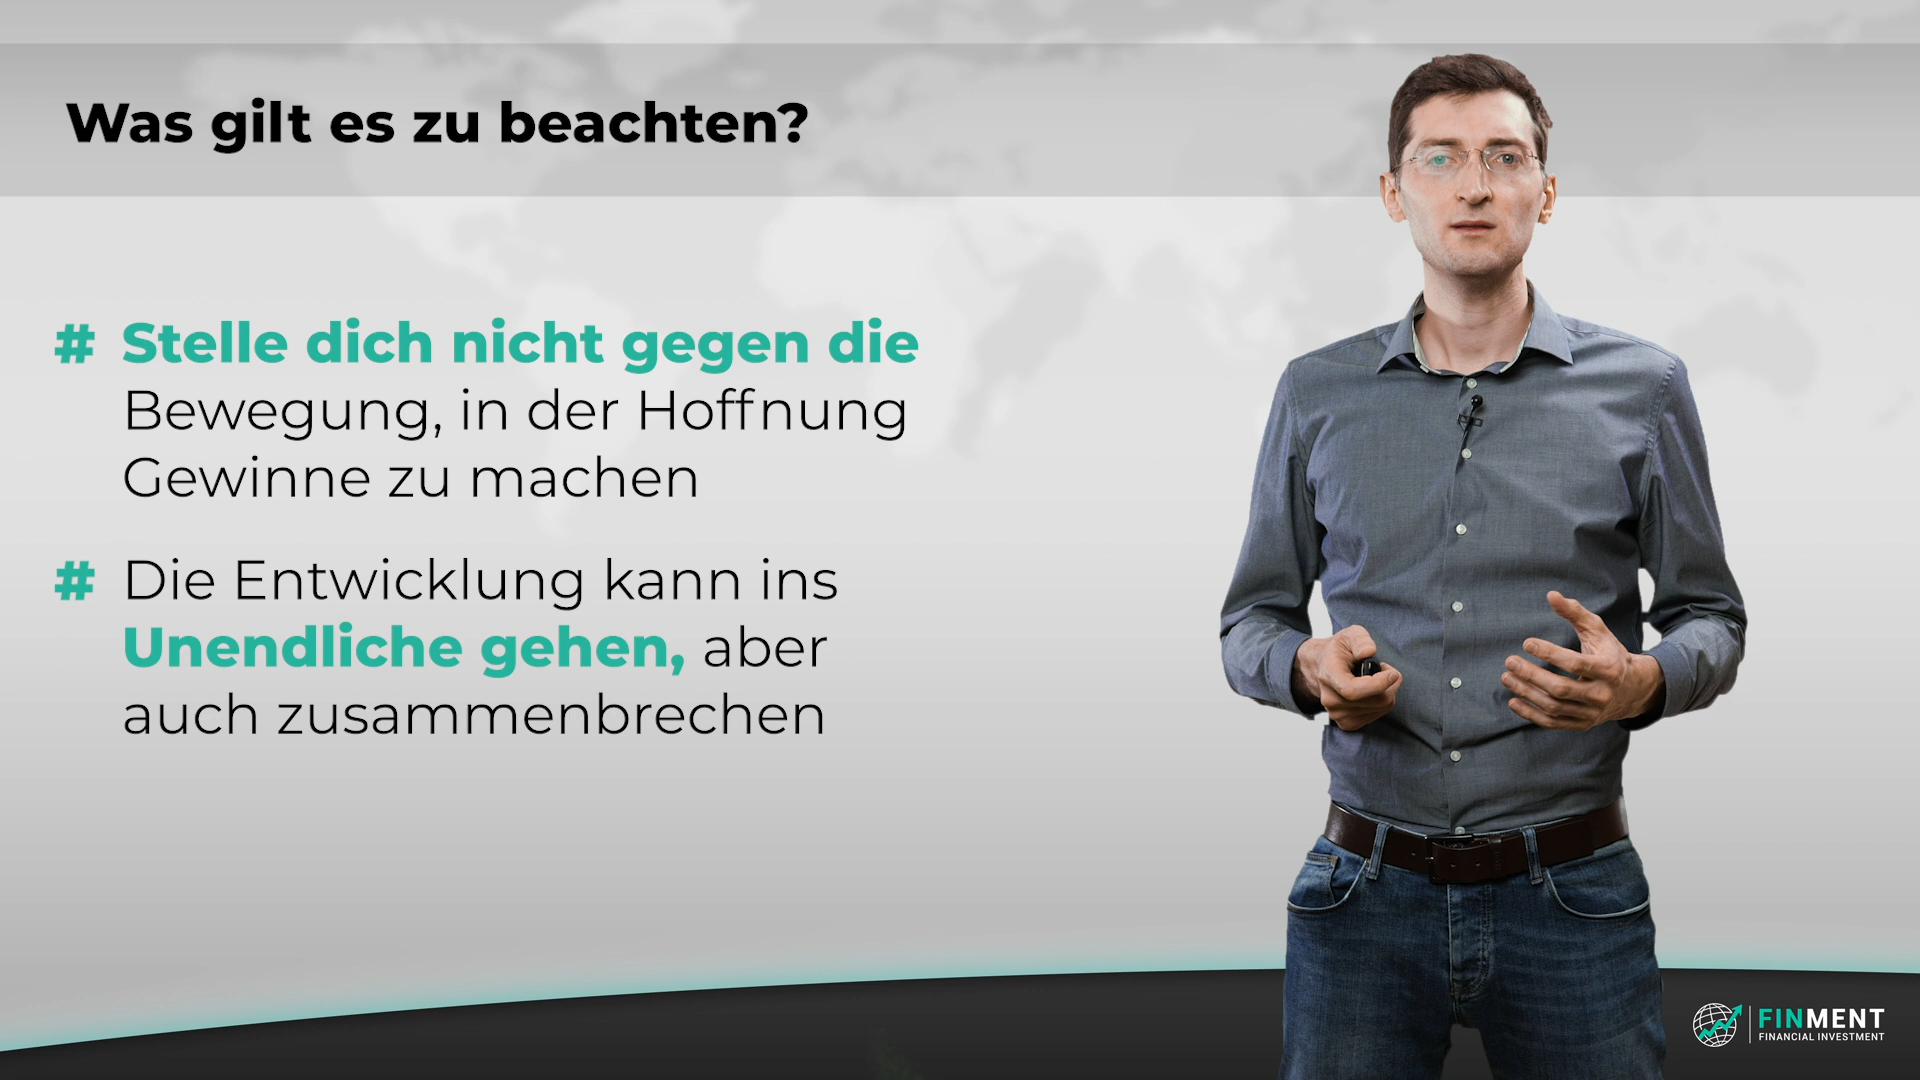 Was gilt es zu beachten?
# Stelle dich nicht gegen die
Bewegung, in der Hoffnung
Gewinne zu machen
# Die Entwicklung kann ins
Unendliche gehen, aber
auch zusammenbrechen
FINMENT
FINANCIAL INVESTMENT